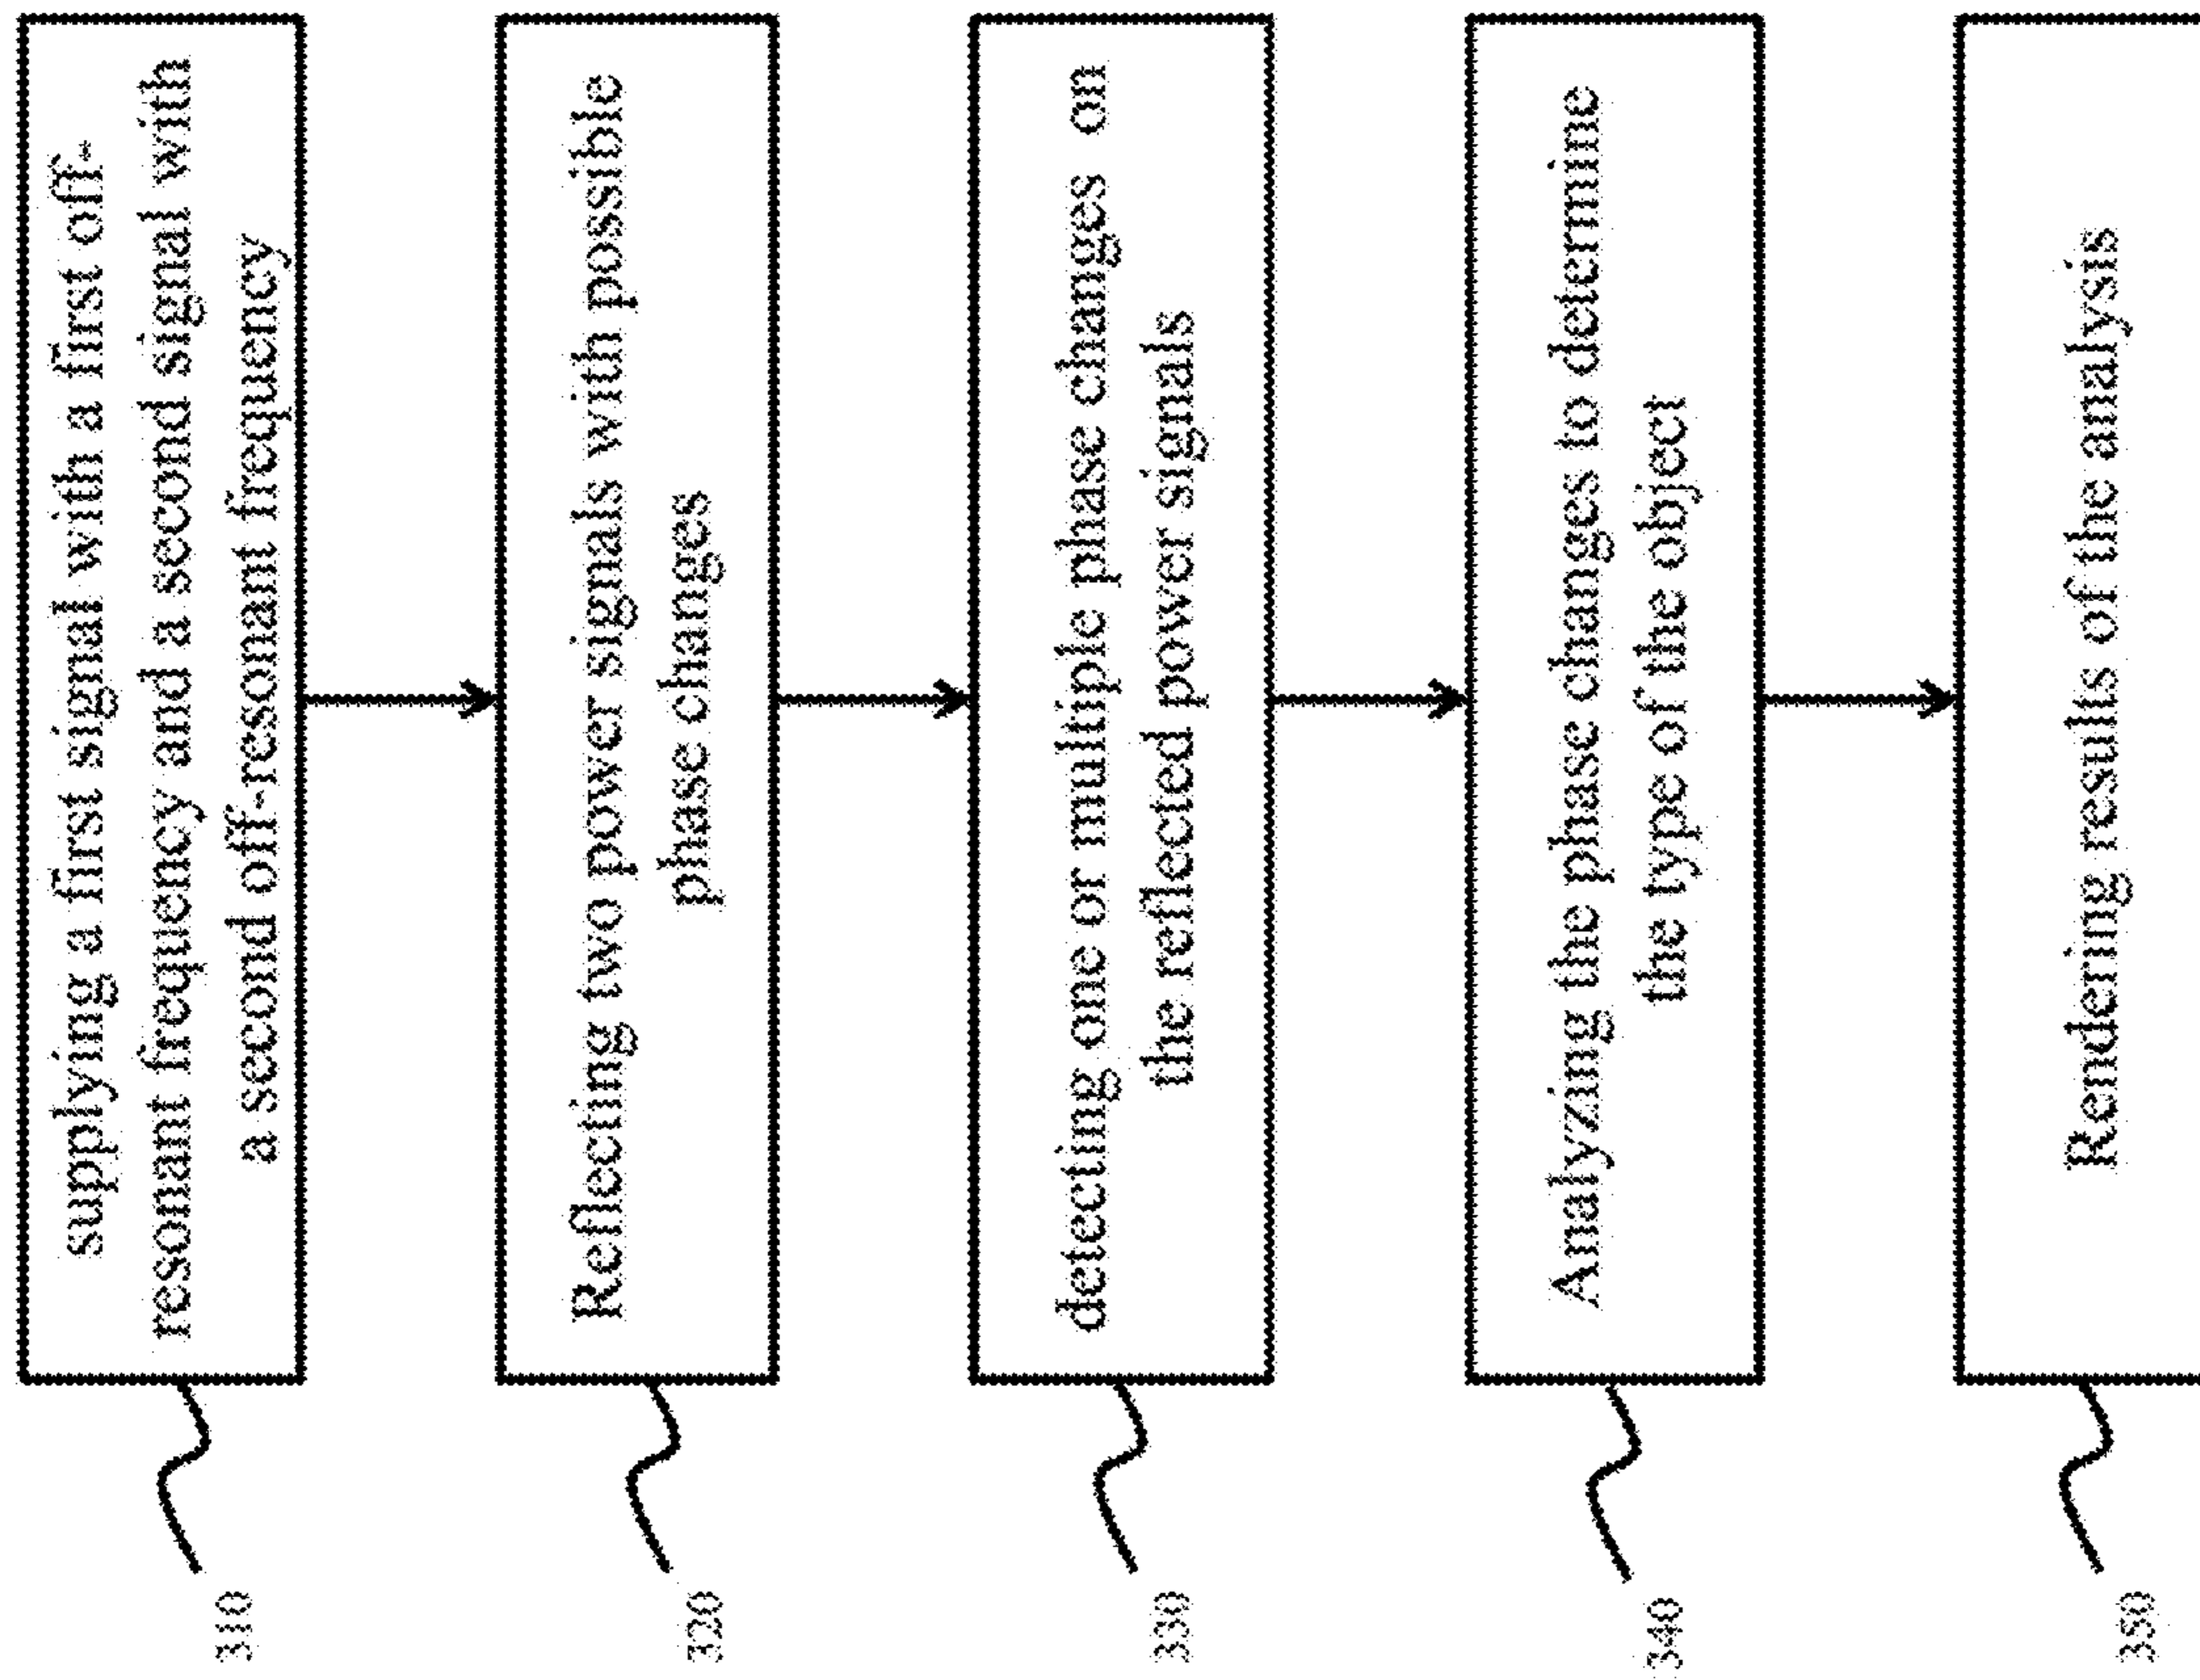 supplying a first signal with a first off-
resonant frequency and a second signal with
a second off-resonant frequency
310
Reflecting two power signals with possible
phase changes
320
detecting one or multiple phase changes on
the reflected power signals
330
Analyzing the phase changes to determine
the type of the object
340
Rendering results of the analysis
350